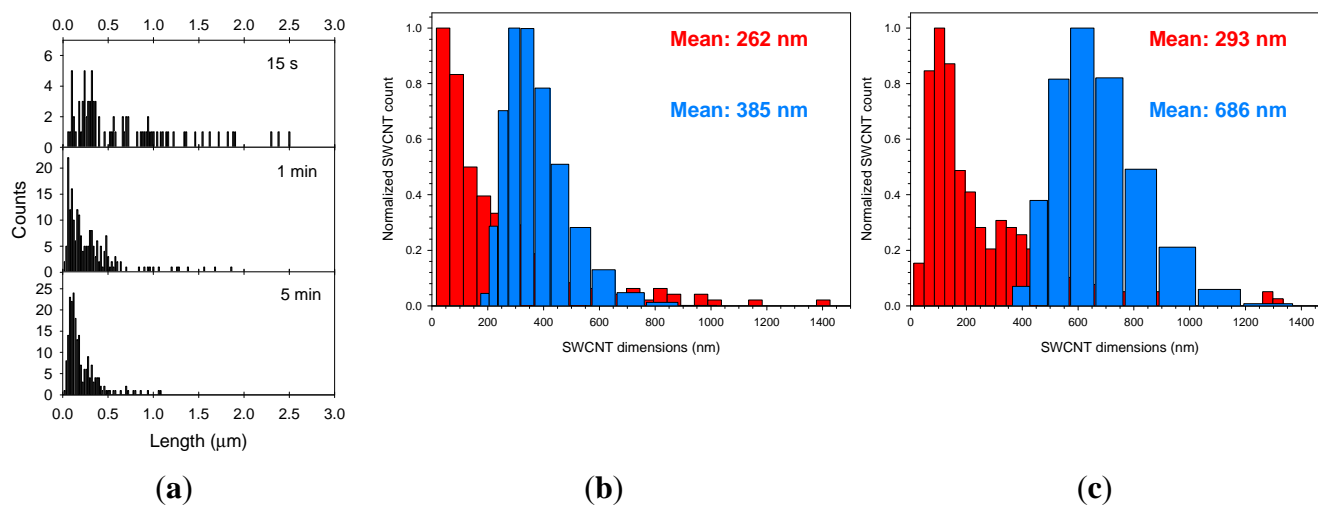 0.0 0.5 1.0 1.5 2.0 2.5 3.0
6
4
2
0
15 s
20
15
10
5
0
1 min
25
20
15
10
5
0
5 min
Counts
0.0 0.5 1.0 1.5 2.0 2.5 3.0
Length (μm)
(a)
1.0
0.8
0.6
0.4
0.2
0.0
Normalized SWCNT count
Mean: 262 nm
Mean: 385 nm
0 200 400 600 800 1000 1200 1400
SWCNT dimensions (nm)
(b)
1.0
0.8
0.6
0.4
0.2
0.0
Normalized SWCNT count
Mean: 293 nm
Mean: 686 nm
0 200 400 600 800 1000 1200 1400
SWCNT dimensions (nm)
(c)